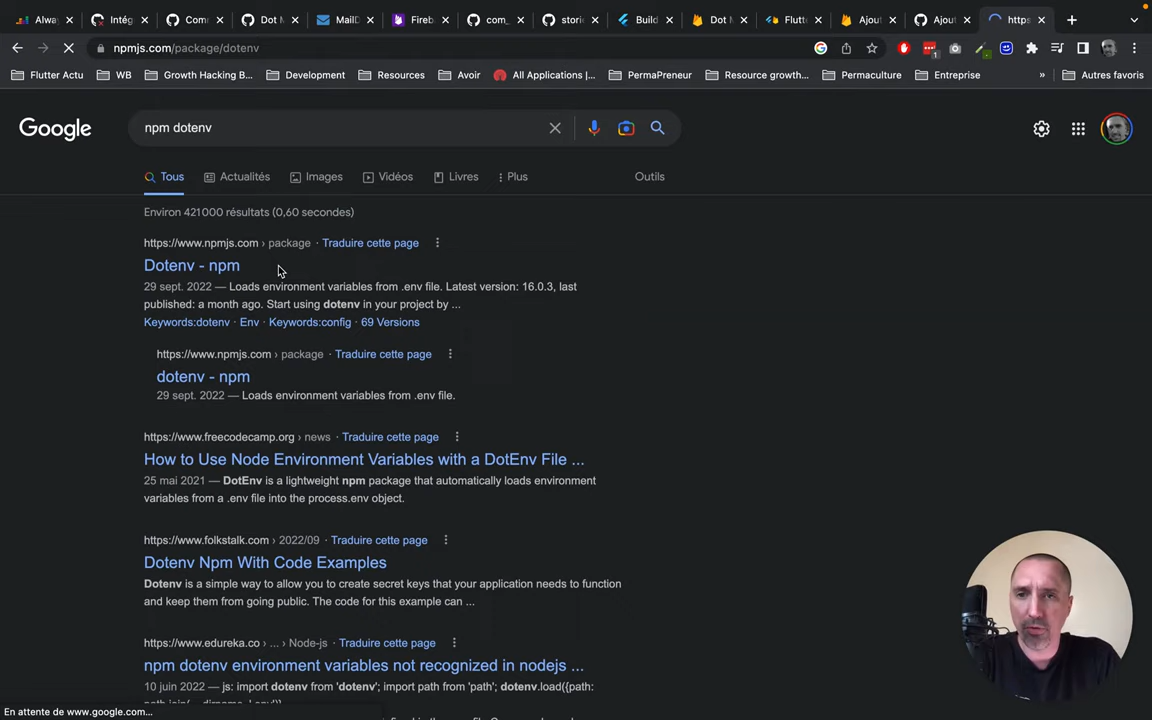 Alway
Intég
Com
Dot M
MailD
Fireb
com_
storie
Build
Dot M
Flutte
Ajout
Ajout
https
npmjs.com/package/dotenv
Flutter Actu
WB
Growth Hacking B...
Development
Resources
Avoir
All Applications |...
PermaPreneur
Resource growth...
Permaculture
Entreprise
»
Autres favoris
Google
npm dotenv
Tous
Actualités
Images
Vidéos
Livres
Plus
Outils
Environ 421 000 résultats (0,60 secondes)
https://www.npmjs.com › package · Traduire cette page
Dotenv - npm
29 sept. 2022 — Loads environment variables from .env file. Latest version: 16.0.3, last
published: a month ago. Start using dotenv in your project by ...
Keywords:dotenv · Env · Keywords:config · 69 Versions
https://www.npmjs.com › package · Traduire cette page
dotenv - npm
29 sept. 2022 — Loads environment variables from .env file.
https://www.freecodecamp.org › news · Traduire cette page
How to Use Node Environment Variables with a DotEnv File ...
25 mai 2021 — DotEnv is a lightweight npm package that automatically loads environment
variables from a .env file into the process.env object.
https://www.folkstalk.com › 2022/09 · Traduire cette page
Dotenv Npm With Code Examples
Dotenv is a simple way to allow you to create secret keys that your application needs to function
and keep them from going public. The code for this example can ...
https://www.edureka.co › ... › Node-js · Traduire cette page
npm dotenv environment variables not recognized in nodejs ...
10 juin 2022 — js: import dotenv from 'dotenv'; import path from 'path'; dotenv.load({path:
En attente de www.google.com...